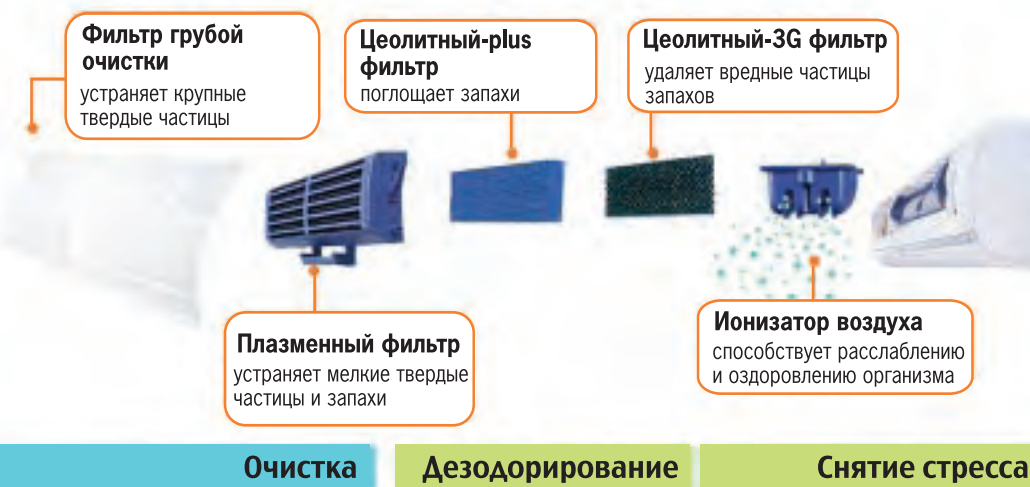 Фильтр грубой
очистки
устраняет крупные
твердые частицы
Цеолитный-plus
фильтр
поглощает запахи
Цеолитный-3G фильтр
удаляет вредные частицы
запахов
Плазменный фильтр
устраняет мелкие твердые
частицы и запахи
Ионизатор воздуха
способствует расслаблению
и оздоровлению организма
Очистка
Дезодорирование
Снятие стресса